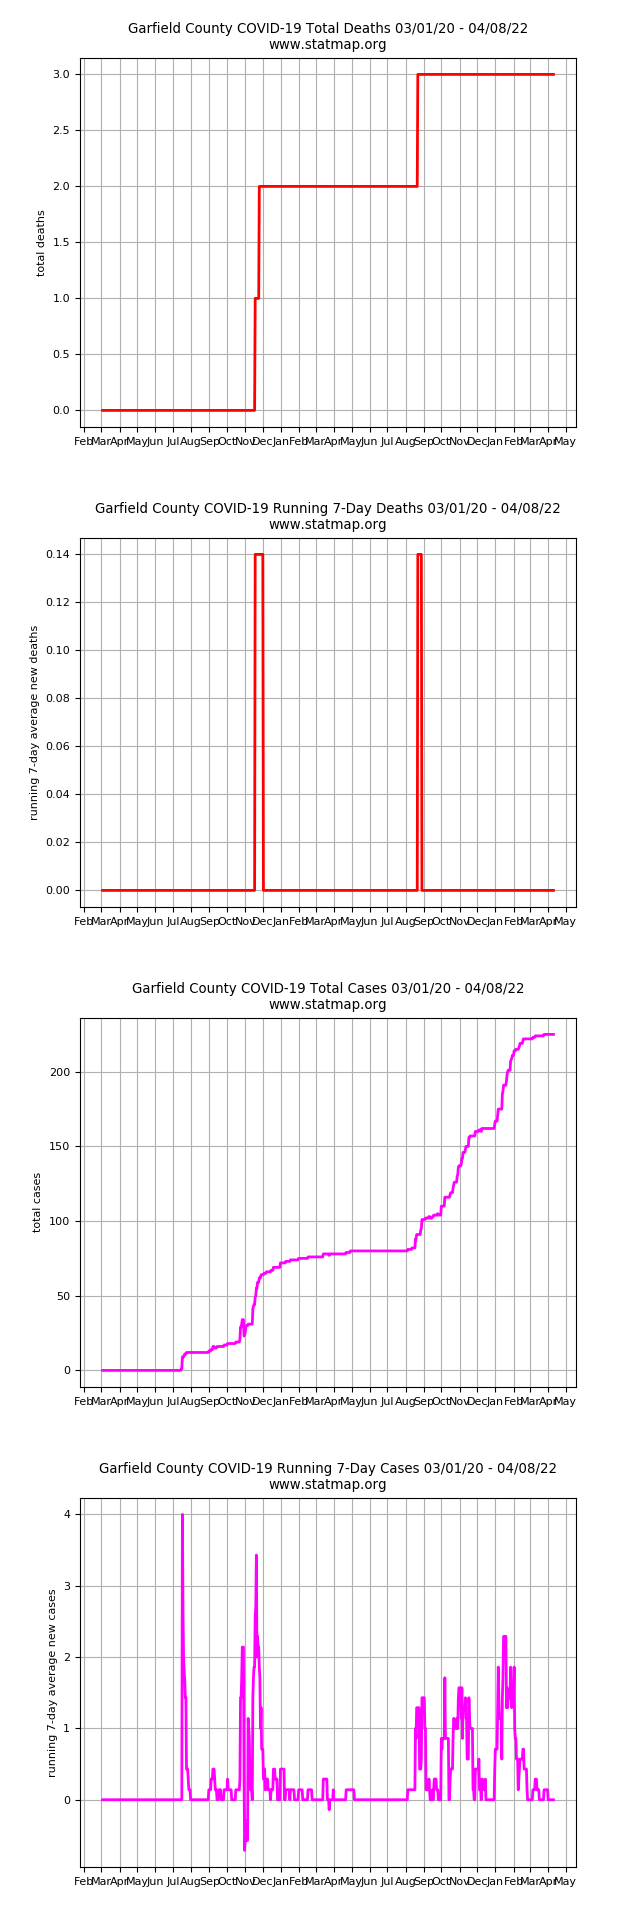 Garfield County COVID-19 Total Deaths 03/01/20 - 04/08/22
www.statmap.org
3.0
2.5
2.0
1.5
1.0
0.5
0.0
total deaths
Feb Mar Apr May Jun Jul Aug Sep Oct Nov Dec Jan Feb Mar Apr May Jun Jul Aug Sep Oct Nov Dec Jan Feb Mar Apr May
Garfield County COVID-19 Running 7-Day Deaths 03/01/20 - 04/08/22
www.statmap.org
0.14
0.12
0.10
0.08
0.06
0.04
0.02
0.00
running 7-day average new deaths
Feb Mar Apr May Jun Jul Aug Sep Oct Nov Dec Jan Feb Mar Apr May Jun Jul Aug Sep Oct Nov Dec Jan Feb Mar Apr May
Garfield County COVID-19 Total Cases 03/01/20 - 04/08/22
www.statmap.org
200
150
100
50
0
total cases
Feb Mar Apr May Jun Jul Aug Sep Oct Nov Dec Jan Feb Mar Apr May Jun Jul Aug Sep Oct Nov Dec Jan Feb Mar Apr May
Garfield County COVID-19 Running 7-Day Cases 03/01/20 - 04/08/22
www.statmap.org
4
3
2
1
0
running 7-day average new cases
Feb Mar Apr May Jun Jul Aug Sep Oct Nov Dec Jan Feb Mar Apr May Jun Jul Aug Sep Oct Nov Dec Jan Feb Mar Apr May